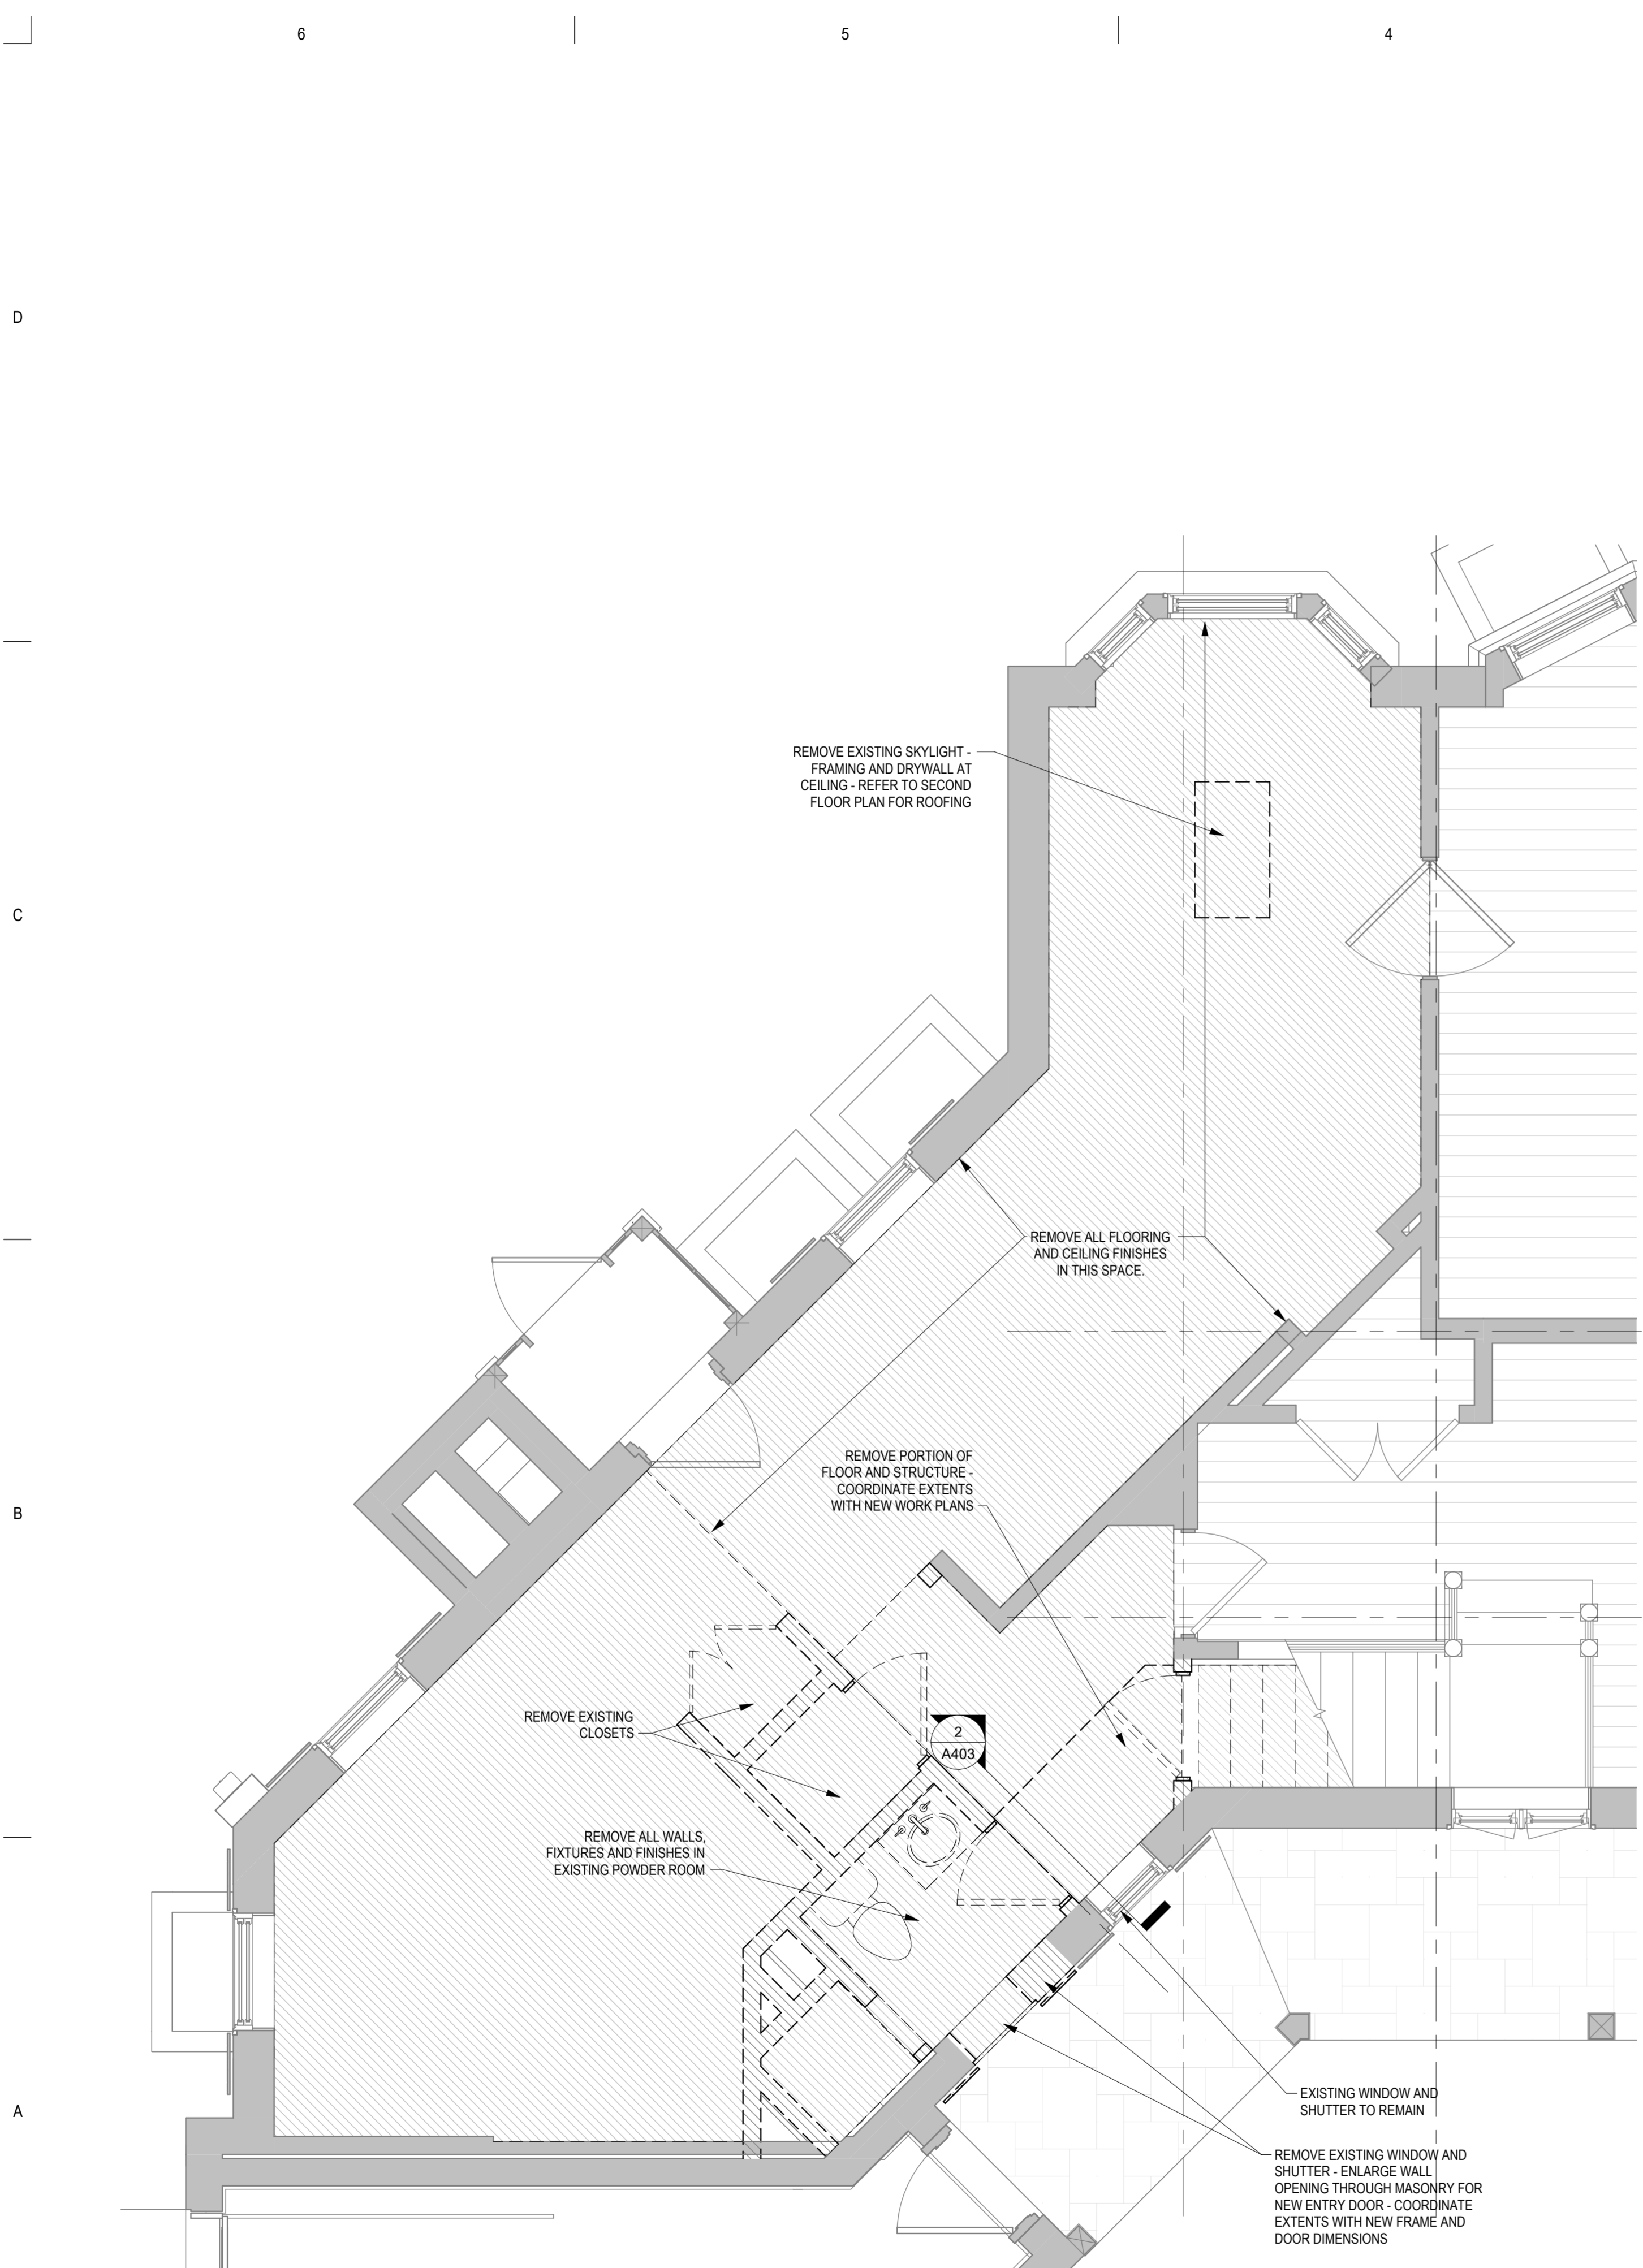 6
5
4
D
REMOVE EXISTING SKYLIGHT -
FRAMING AND DRYWALL AT
CEILING - REFER TO SECOND
FLOOR PLAN FOR ROOFING
C
REMOVE ALL FLOORING
AND CEILING FINISHES
IN THIS SPACE.
REMOVE PORTION OF
FLOOR AND STRUCTURE -
COORDINATE EXTENTS
WITH NEW WORK PLANS
B
REMOVE EXISTING
CLOSETS
2
A403
REMOVE ALL WALLS,
FIXTURES AND FINISHES IN
EXISTING POWDER ROOM
A
EXISTING WINDOW AND
SHUTTER TO REMAIN
REMOVE EXISTING WINDOW AND
SHUTTER - ENLARGE WALL
OPENING THROUGH MASONRY FOR
NEW ENTRY DOOR - COORDINATE
EXTENTS WITH NEW FRAME AND
DOOR DIMENSIONS